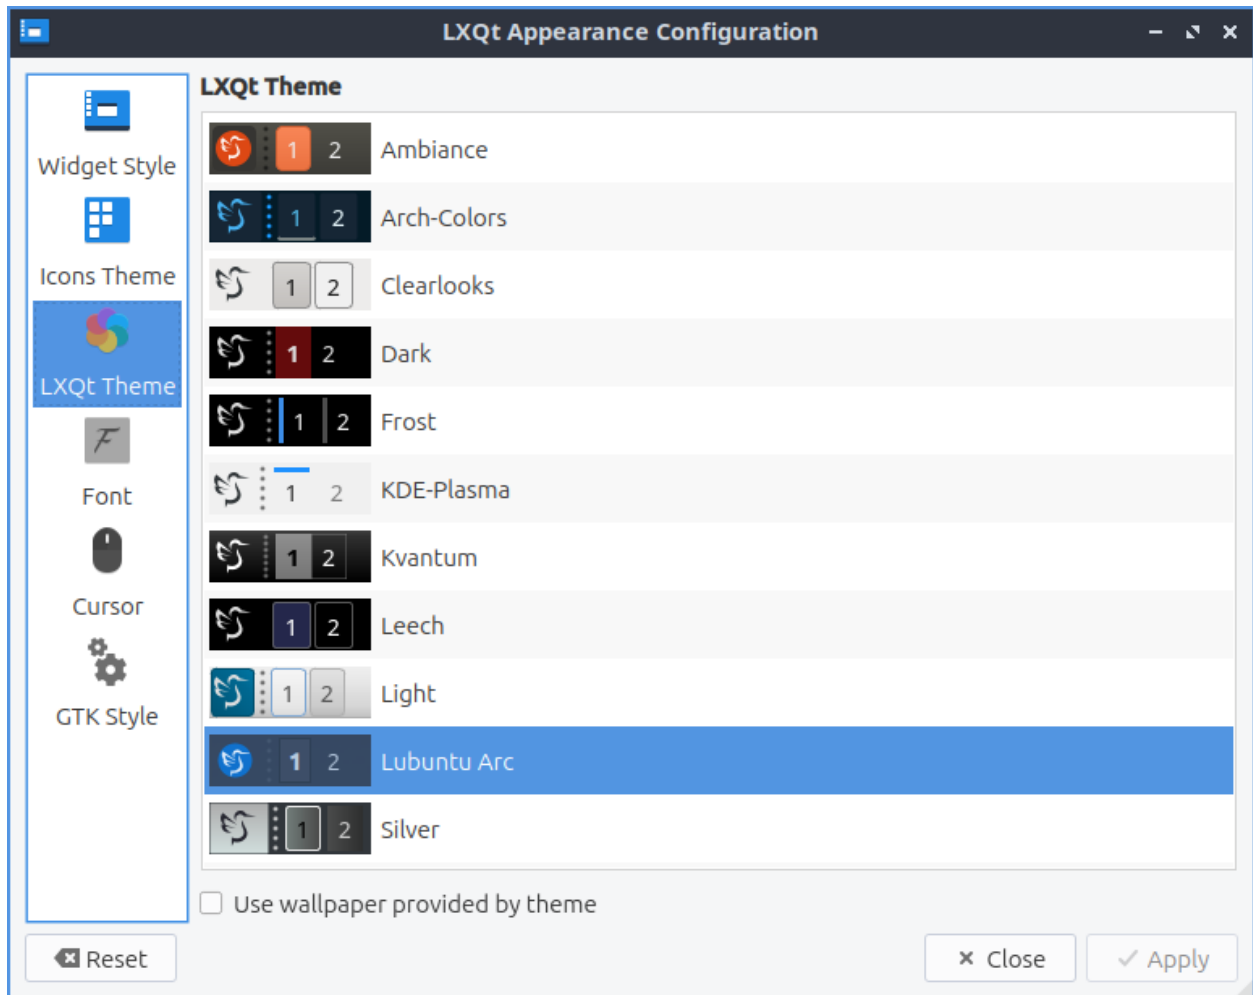 LXQt Appearance Configuration
Widget Style
Icons Theme
LXQt Theme
Font
Cursor
GTK Style
LXQt Theme
1 2 Ambiance
1 2 Arch-Colors
1 2 Clearlooks
1 2 Dark
1 2 Frost
1 2 KDE-Plasma
1 2 Kvantum
1 2 Leech
1 2 Light
1 2 Lubuntu Arc
1 2 Silver
Use wallpaper provided by theme
Reset
Close
Apply